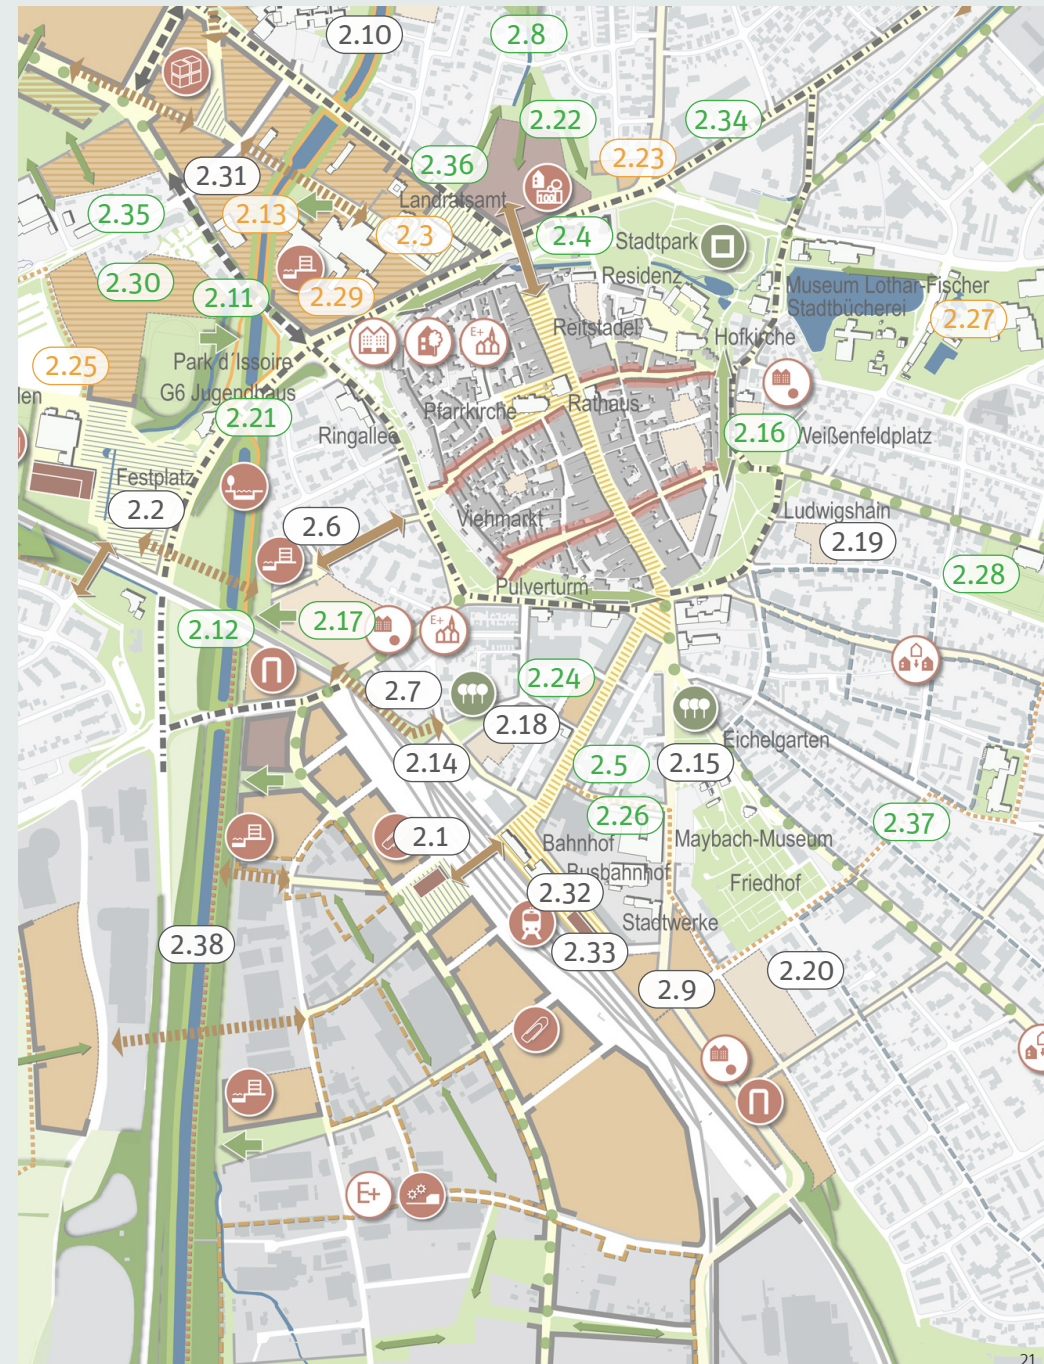 2.10
2.8
2.22
2.34
2.23
2.36
2.31
Landratsamt
2.35
2.13
2.3
2.4
Stadtpark
Residenz
2.30
2.11
2.29
Museum Lothar-Fischer
Stadtbücherei
2.27
Reitstadel
Hofkirche
2.25
Park d´Issoire
G6 Jugendhaus
len
E+
2.21
Ringallee
Pfarrkirche
Rathaus
2.16
Weißenfeldplatz
Festplatz
2.2
2.6
Viehmarkt
Ludwigshain
2.19
Pulverturm
2.28
2.12
2.17
E+
2.24
2.7
2.18
Eichelgarten
2.14
2.5
2.15
2.26
2.37
2.1
Bahnhof
Maybach-Museum
Busbahnhof
Friedhof
2.32
Stadtwerke
2.38
2.33
2.20
2.9
E+
21